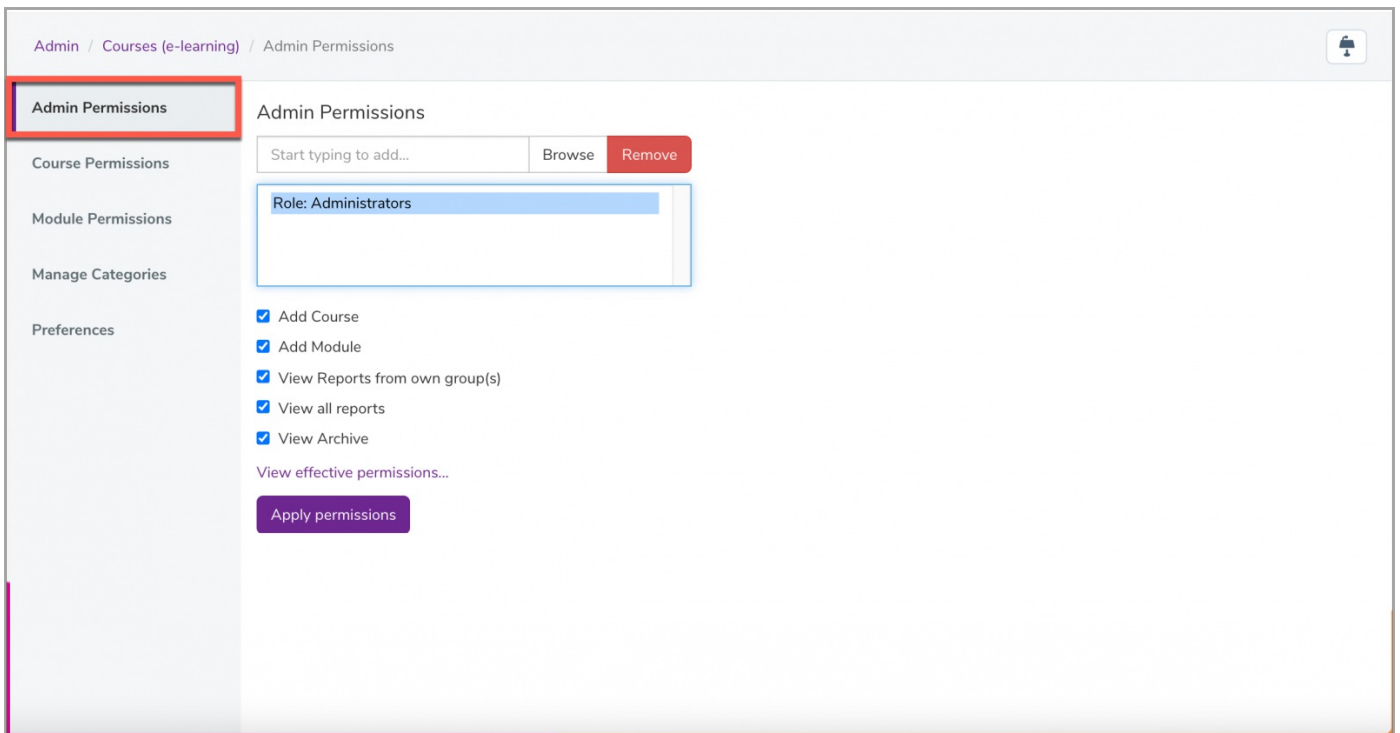 Admin / Courses (e-learning) / Admin Permissions
Admin Permissions
Course Permissions
Module Permissions
Manage Categories
Preferences
Admin Permissions
Start typing to add... Browse Remove
Role: Administrators
Add Course
Add Module
View Reports from own group(s)
View all reports
View Archive
View effective permissions...
Apply permissions